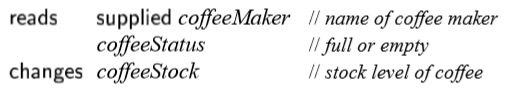 reads supplied coffeeMaker // name of coffee maker
coffeeStatus // full or empty
changes coffeeStock // stock level of coffee